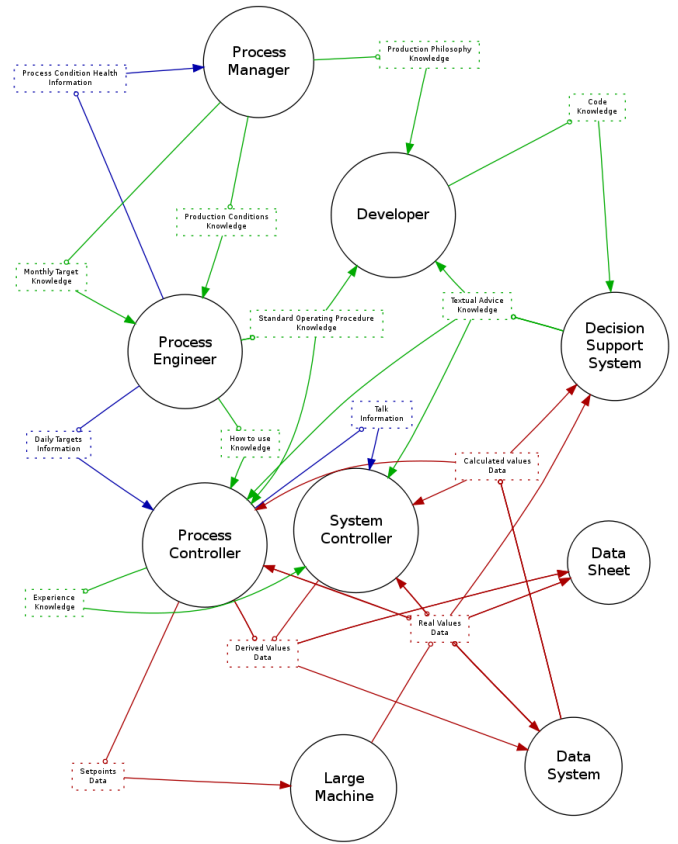 Process
Manager
Production Philosophy
Knowledge
Process Condition Health
Information
Code
Knowledge
Developer
Production Conditions
Knowledge
Monthly Target
Knowledge
Textual Advice
Knowledge
Standard Operating Procedure
Knowledge
Decision
Support
System
Process
Engineer
Talk
Information
Daily Targets
Information
How to use
Knowledge
Calculated values
Data
Process
Controller
System
Controller
Data
Sheet
Experience
Knowledge
Real Values
Data
Derived Values
Data
Setpoints
Data
Large
Machine
Data
System